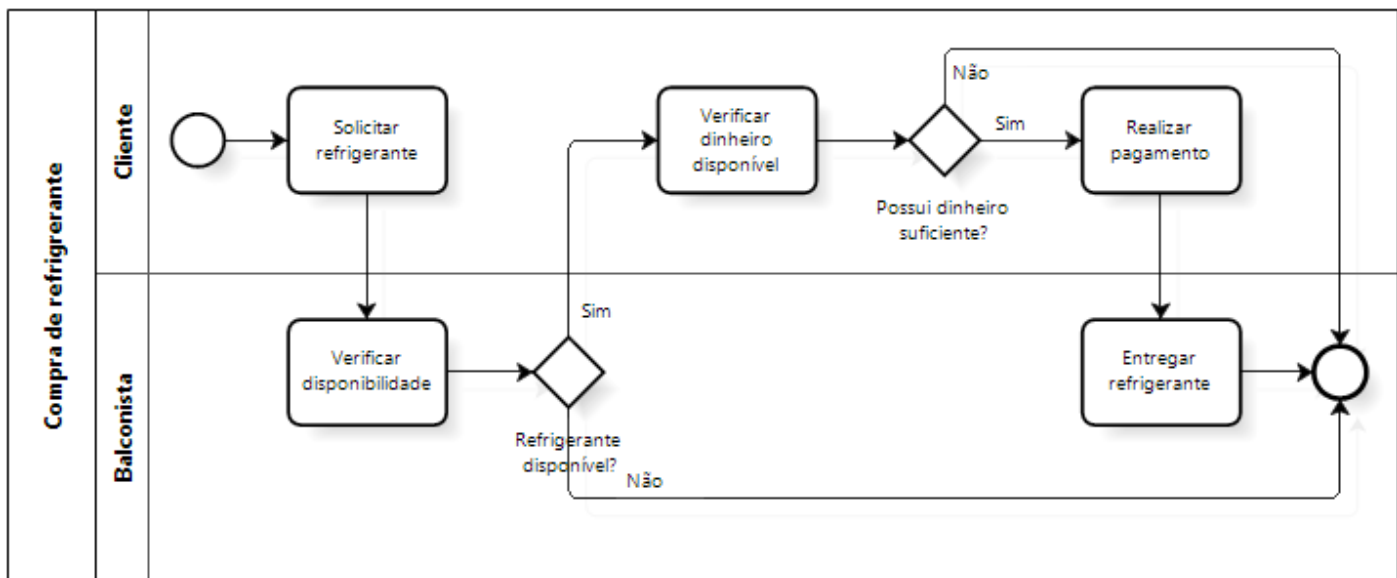 Compra de refrigrerante
Cliente
Solicitar
refrigerante
Verificar
dinheiro
disponível
Não
Sim
Possui dinheiro
suficiente?
Realizar
pagamento
Balconista
Verificar
disponibilidade
Sim
Refrigerante
disponível?
Não
Entregar
refrigerante